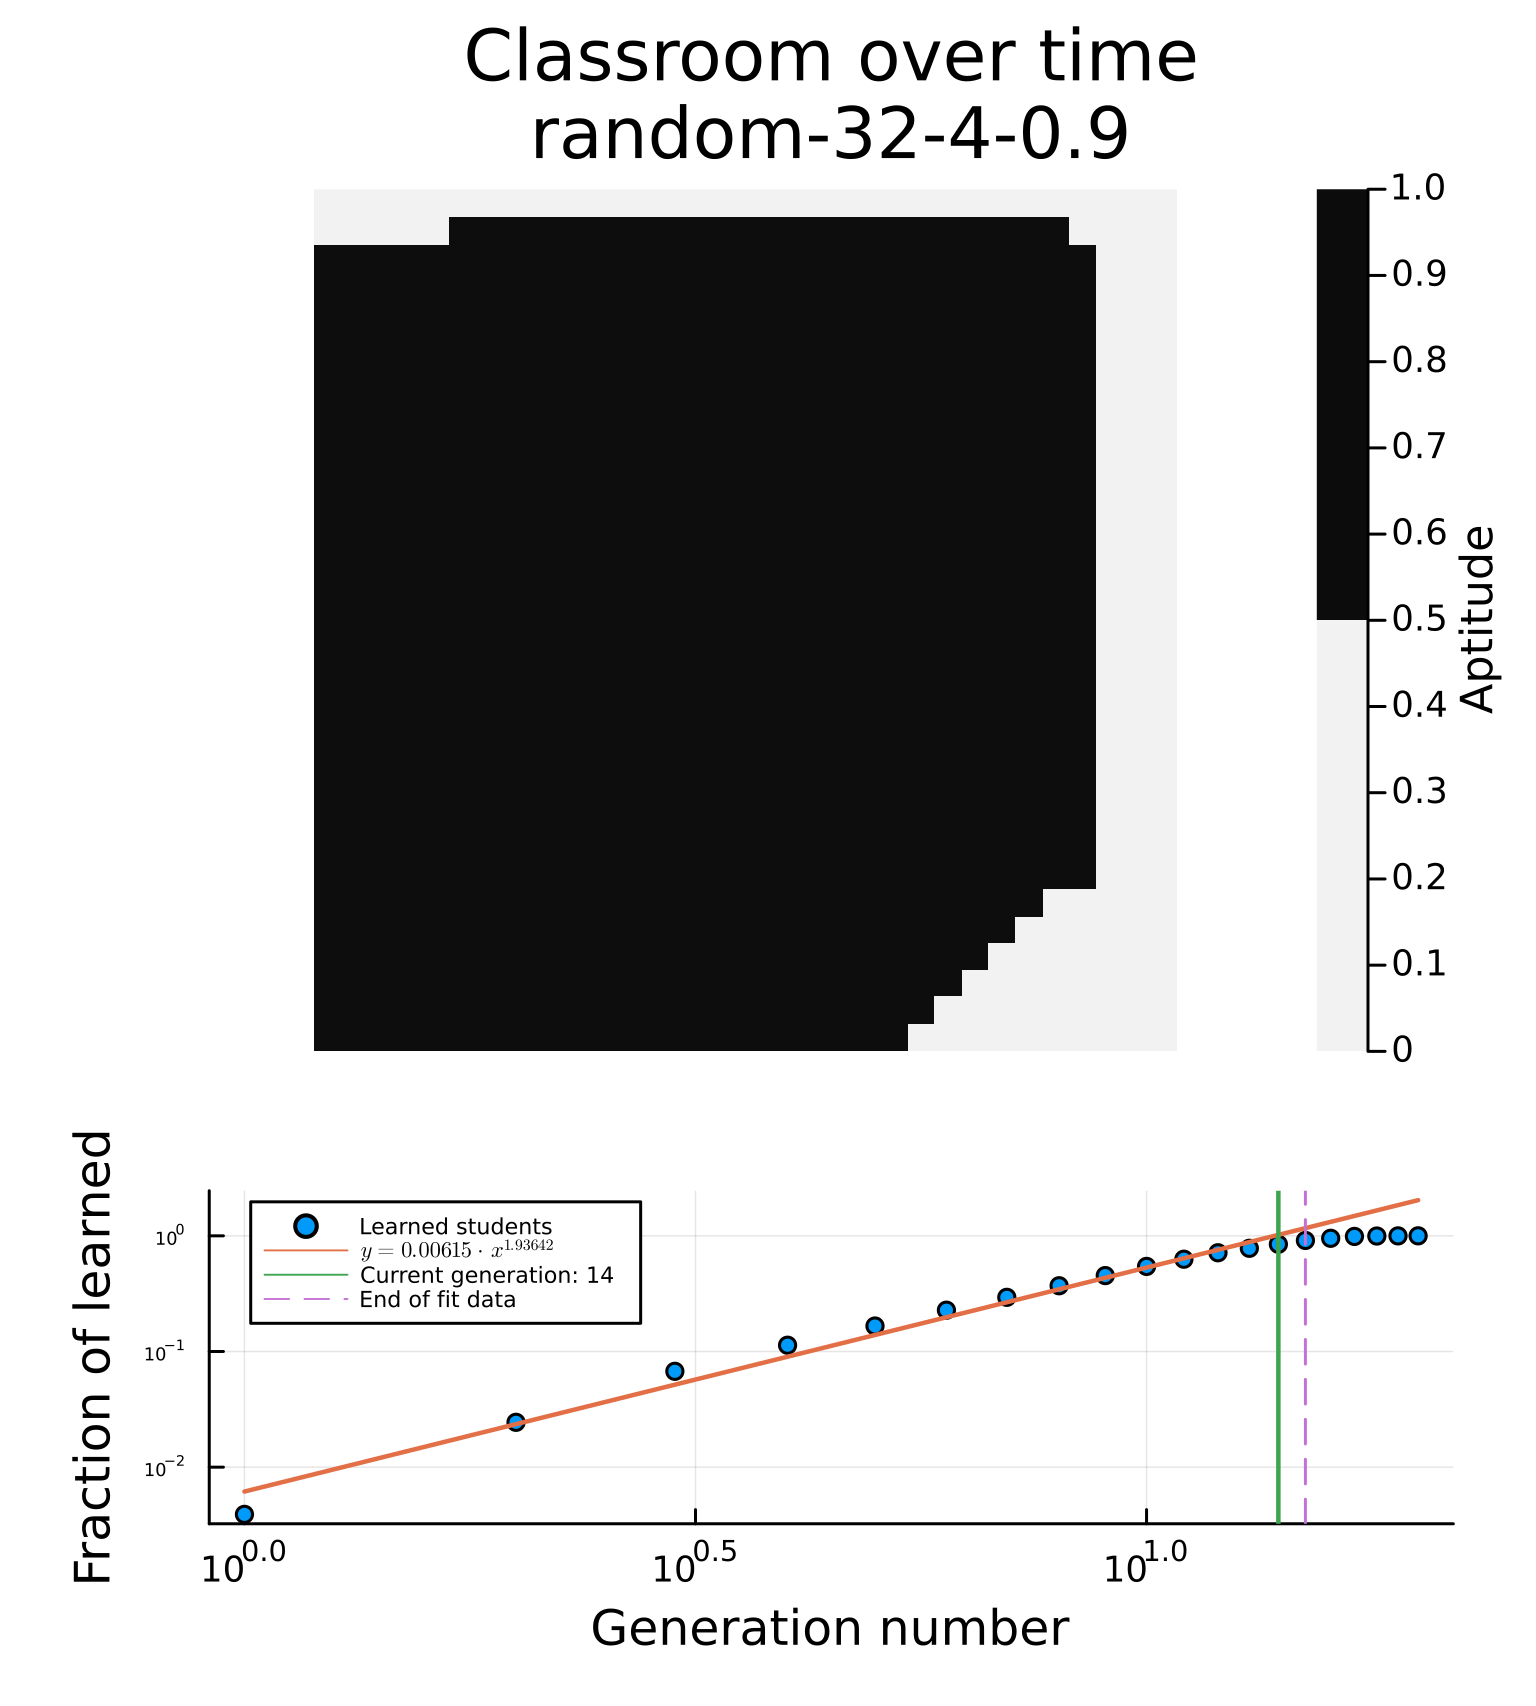 Classroom over time
random-32-4-0.9
1.0
0.9
0.8
0.7
0.6
0.5
0.4
0.3
0.2
0.1
0
Aptitude
Fraction of learned
10⁰
10⁻¹
10⁻²
Learned students
y = 0.00615 · x^1.93642
Current generation: 14
End of fit data
10^0.0
10^0.5
10^1.0
Generation number